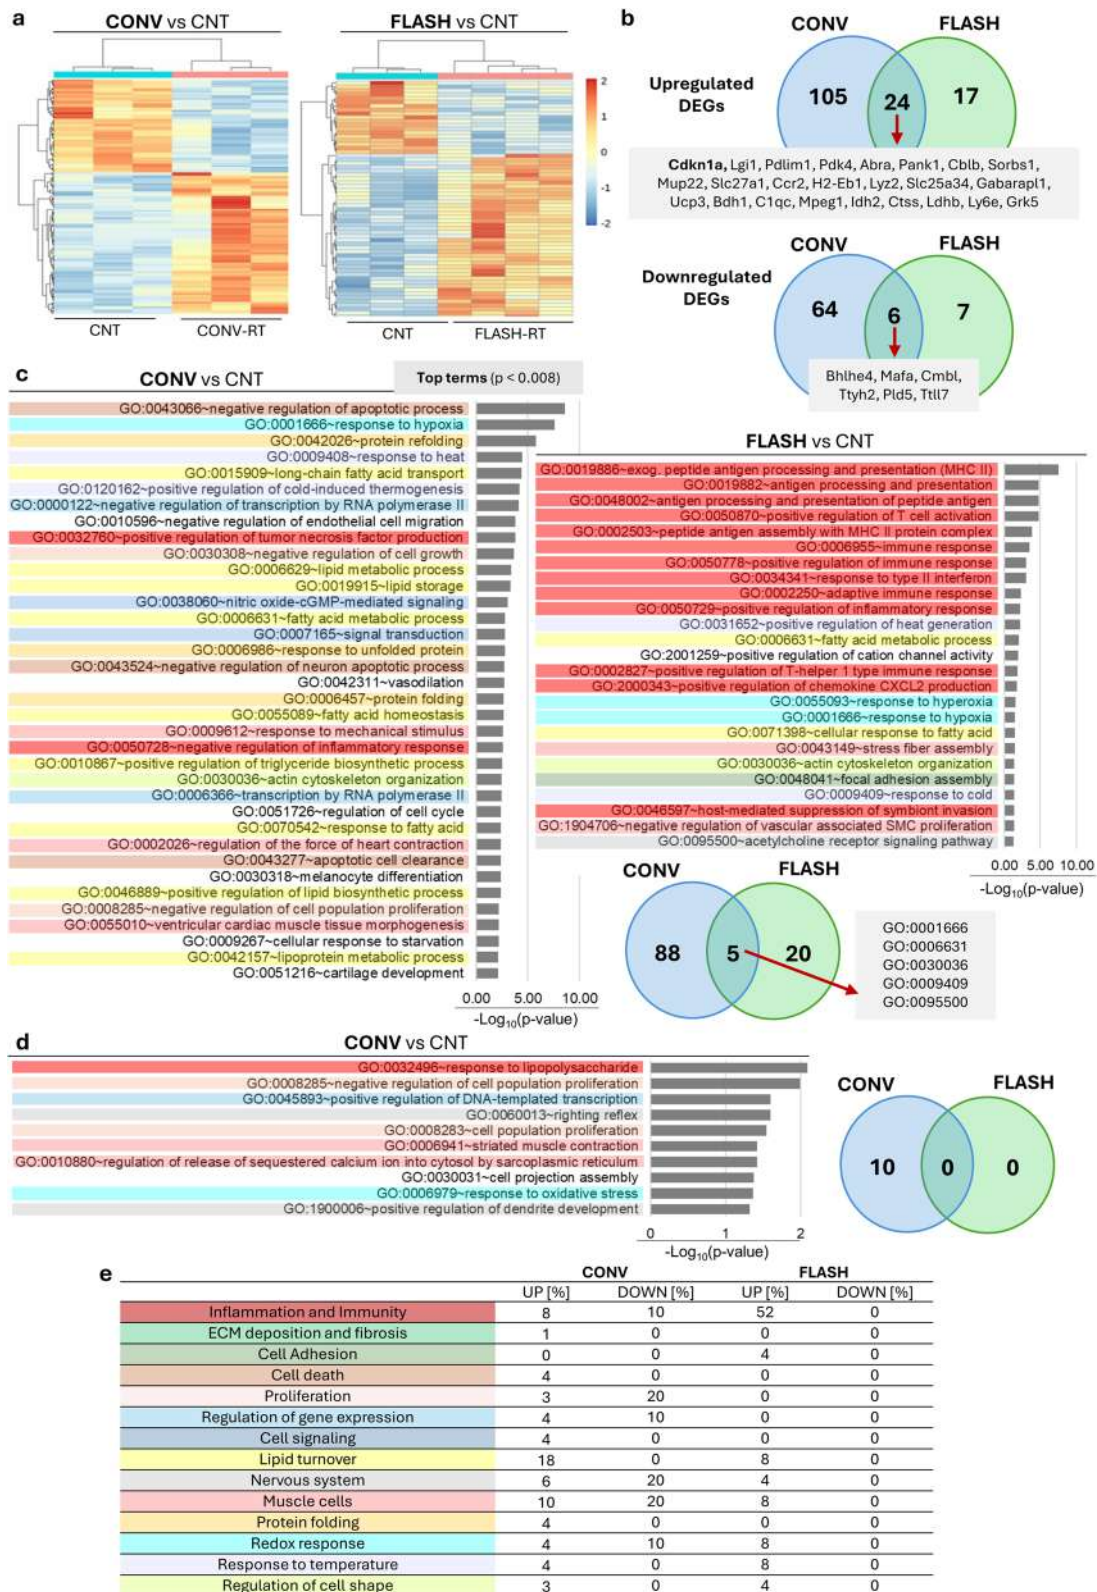 a
CONV vs CNT
FLASH vs CNT
2
1
0
-1
-2
CNT
CONV-RT
CNT
FLASH-RT
b
CONV
FLASH
Upregulated
DEGs
105
24
17
Cdkn1a, Lgi1, Pdlim1, Pdk4, Abra, Pank1, Cblb, Sorbs1,
Mup22, Slc27a1, Ccr2, H2-Eb1, Lyz2, Slc25a34, Gabarapl1,
Ucp3, Bdh1, C1qc, Mpeg1, Idh2, Ctss, Ldhb, Ly6e, Grk5
CONV
FLASH
Downregulated
DEGs
64
6
7
Bhlhe4, Mafa, Cmbl,
Ttyh2, Pld5, Ttll7
c
CONV vs CNT
Top terms (p < 0.008)
GO:0043066~negative regulation of apoptotic process
GO:0001666~response to hypoxia
GO:0042026~protein refolding
GO:0009408~response to heat
GO:0015909~long-chain fatty acid transport
GO:0120162~positive regulation of cold-induced thermogenesis
GO:0000122~negative regulation of transcription by RNA polymerase II
GO:0010596~negative regulation of endothelial cell migration
GO:0032760~positive regulation of tumor necrosis factor production
GO:0030308~negative regulation of cell growth
GO:0006629~lipid metabolic process
GO:0019915~lipid storage
GO:0038060~nitric oxide-cGMP-mediated signaling
GO:0006631~fatty acid metabolic process
GO:0007165~signal transduction
GO:0006986~response to unfolded protein
GO:0043524~negative regulation of neuron apoptotic process
GO:0042311~vasodilation
GO:0006457~protein folding
GO:0055089~fatty acid homeostasis
GO:0009612~response to mechanical stimulus
GO:0050728~negative regulation of inflammatory response
GO:0010867~positive regulation of triglyceride biosynthetic process
GO:0030036~actin cytoskeleton organization
GO:0006366~transcription by RNA polymerase II
GO:0051726~regulation of cell cycle
GO:0070542~response to fatty acid
GO:0002026~regulation of the force of heart contraction
GO:0043277~apoptotic cell clearance
GO:0030318~melanocyte differentiation
GO:0046889~positive regulation of lipid biosynthetic process
GO:0008285~negative regulation of cell population proliferation
GO:0055010~ventricular cardiac muscle tissue morphogenesis
GO:0009267~cellular response to starvation
GO:0042157~lipoprotein metabolic process
GO:0051216~cartilage development
0.00 5.00 10.00
-Log10(p-value)
FLASH vs CNT
GO:0019886~exog. peptide antigen processing and presentation (MHC II)
GO:0019882~antigen processing and presentation
GO:0048002~antigen processing and presentation of peptide antigen
GO:0050870~positive regulation of T cell activation
GO:0002503~peptide antigen assembly with MHC II protein complex
GO:0006955~immune response
GO:0050778~positive regulation of immune response
GO:0034341~response to type II interferon
GO:0002250~adaptive immune response
GO:0050729~positive regulation of inflammatory response
GO:0031652~positive regulation of heat generation
GO:0006631~fatty acid metabolic process
GO:2001259~positive regulation of cation channel activity
GO:0002827~positive regulation of T-helper 1 type immune response
GO:2000343~positive regulation of chemokine CXCL2 production
GO:0055093~response to hyperoxia
GO:0001666~response to hypoxia
GO:0071398~cellular response to fatty acid
GO:0043149~stress fiber assembly
GO:0030036~actin cytoskeleton organization
GO:0048041~focal adhesion assembly
GO:0009409~response to cold
GO:0046597~host-mediated suppression of symbiont invasion
GO:1904706~negative regulation of vascular associated SMC proliferation
GO:0095500~acetylcholine receptor signaling pathway
0.00 5.00 10.00
-Log10(p-value)
CONV
FLASH
88
5
20
GO:0001666
GO:0006631
GO:0030036
GO:0009409
GO:0095500
d
CONV vs CNT
GO:0032496~response to lipopolysaccharide
GO:0008285~negative regulation of cell population proliferation
GO:0045893~positive regulation of DNA-templated transcription
GO:0060013~righting reflex
GO:0008283~cell population proliferation
GO:0006941~striated muscle contraction
GO:0010880~regulation of release of sequestered calcium ion into cytosol by sarcoplasmic reticulum
GO:0030031~cell projection assembly
GO:0006979~response to oxidative stress
GO:1900006~positive regulation of dendrite development
0 1 2
-Log10(p-value)
CONV
FLASH
10
0
0
e
CONV FLASH
UP [%] DOWN [%] UP [%] DOWN [%]
Inflammation and Immunity 8 10 52 0
ECM deposition and fibrosis 1 0 0 0
Cell Adhesion 0 0 4 0
Cell death 4 0 0 0
Proliferation 3 20 0 0
Regulation of gene expression 4 10 0 0
Cell signaling 4 0 0 0
Lipid turnover 18 0 8 0
Nervous system 6 20 4 0
Muscle cells 10 20 8 0
Protein folding 4 0 0 0
Redox response 4 10 8 0
Response to temperature 4 0 8 0
Regulation of cell shape 3 0 4 0